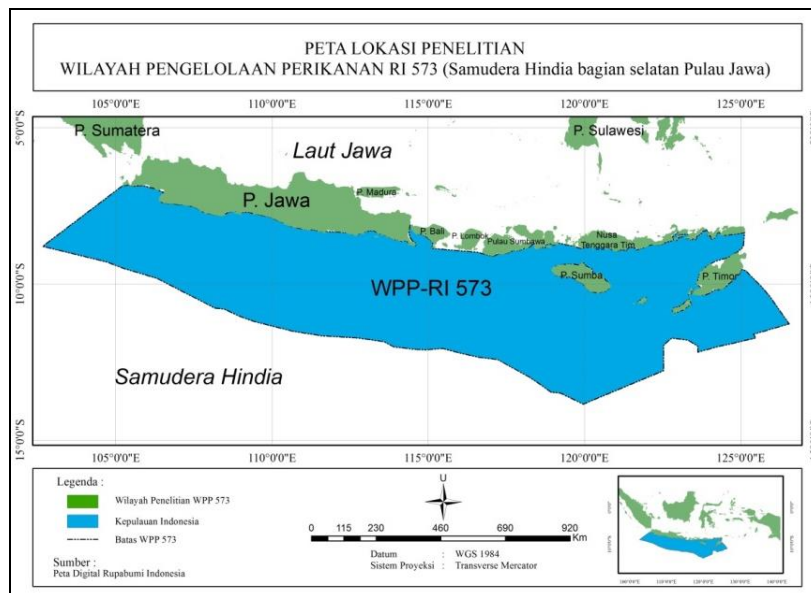 PETA LOKASI PENELITIAN
WILAYAH PENGELOLAAN PERIKANAN RI 573 (Samudera Hindia bagian selatan Pulau Jawa)
105°0'0"E 110°0'0"E 115°0'0"E 120°0'0"E 125°0'0"E
5°0'0"S
P. Sumatera
P. Sulawesi
Laut Jawa
P. Madura
P. Jawa
P. Bali
P. Lombok
Pulau Sumbawa
Nusa
Tenggara Tim
10°0'0"S
P. Sumba
P. Timor
WPP-RI 573
Samudera Hindia
15°0'0"S
105°0'0"E 110°0'0"E 115°0'0"E 120°0'0"E 125°0'0"E
Legenda :
Wilayah Penelitian WPP 573
Kepulauan Indonesia
Batas WPP 573
Sumber :
Peta Digital Rupabumi Indonesia
U
0 115 230 460 690 920
Km
Datum : WGS 1984
Sistem Proyeksi : Transverse Mercator